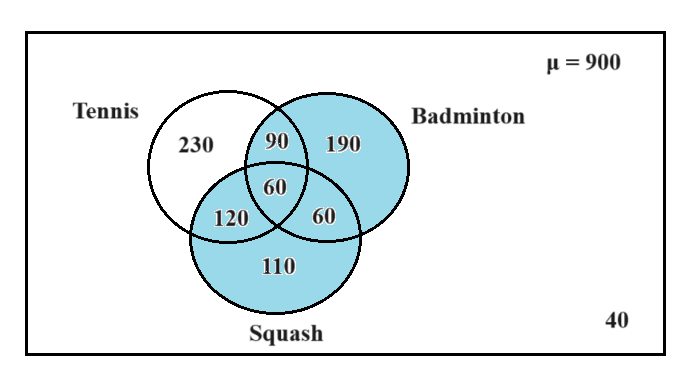 μ = 900
Tennis
Badminton
230
90
190
60
120
60
110
40
Squash